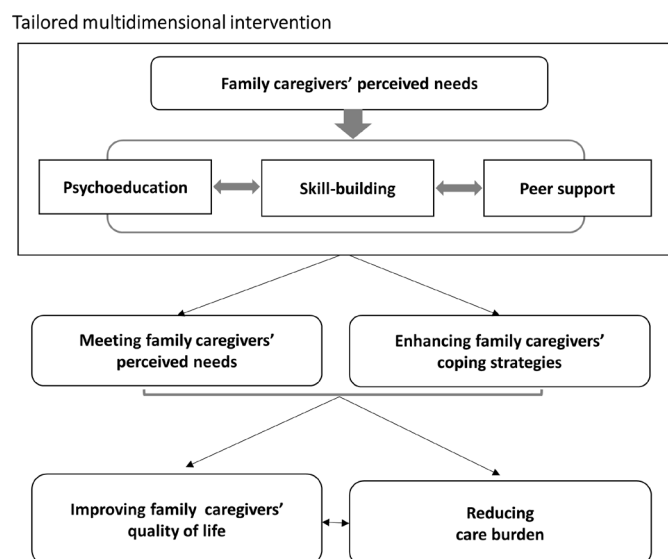 Tailored multidimensional intervention
Family caregivers’ perceived needs
Psychoeducation
Skill-building
Peer support
Meeting family caregivers’
perceived needs
Enhancing family caregivers’
coping strategies
Improving family caregivers’
quality of life
Reducing
care burden